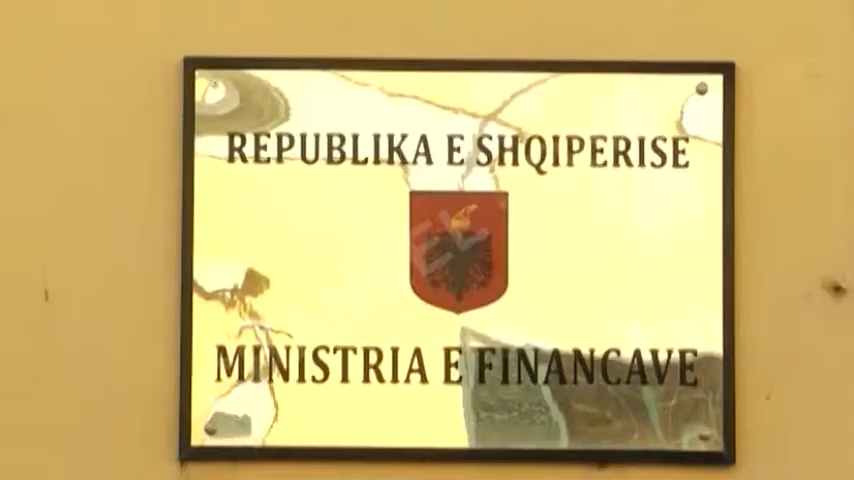 REPUBLIKA E SHQIPERISE
MINISTRIA E FINANCAVE